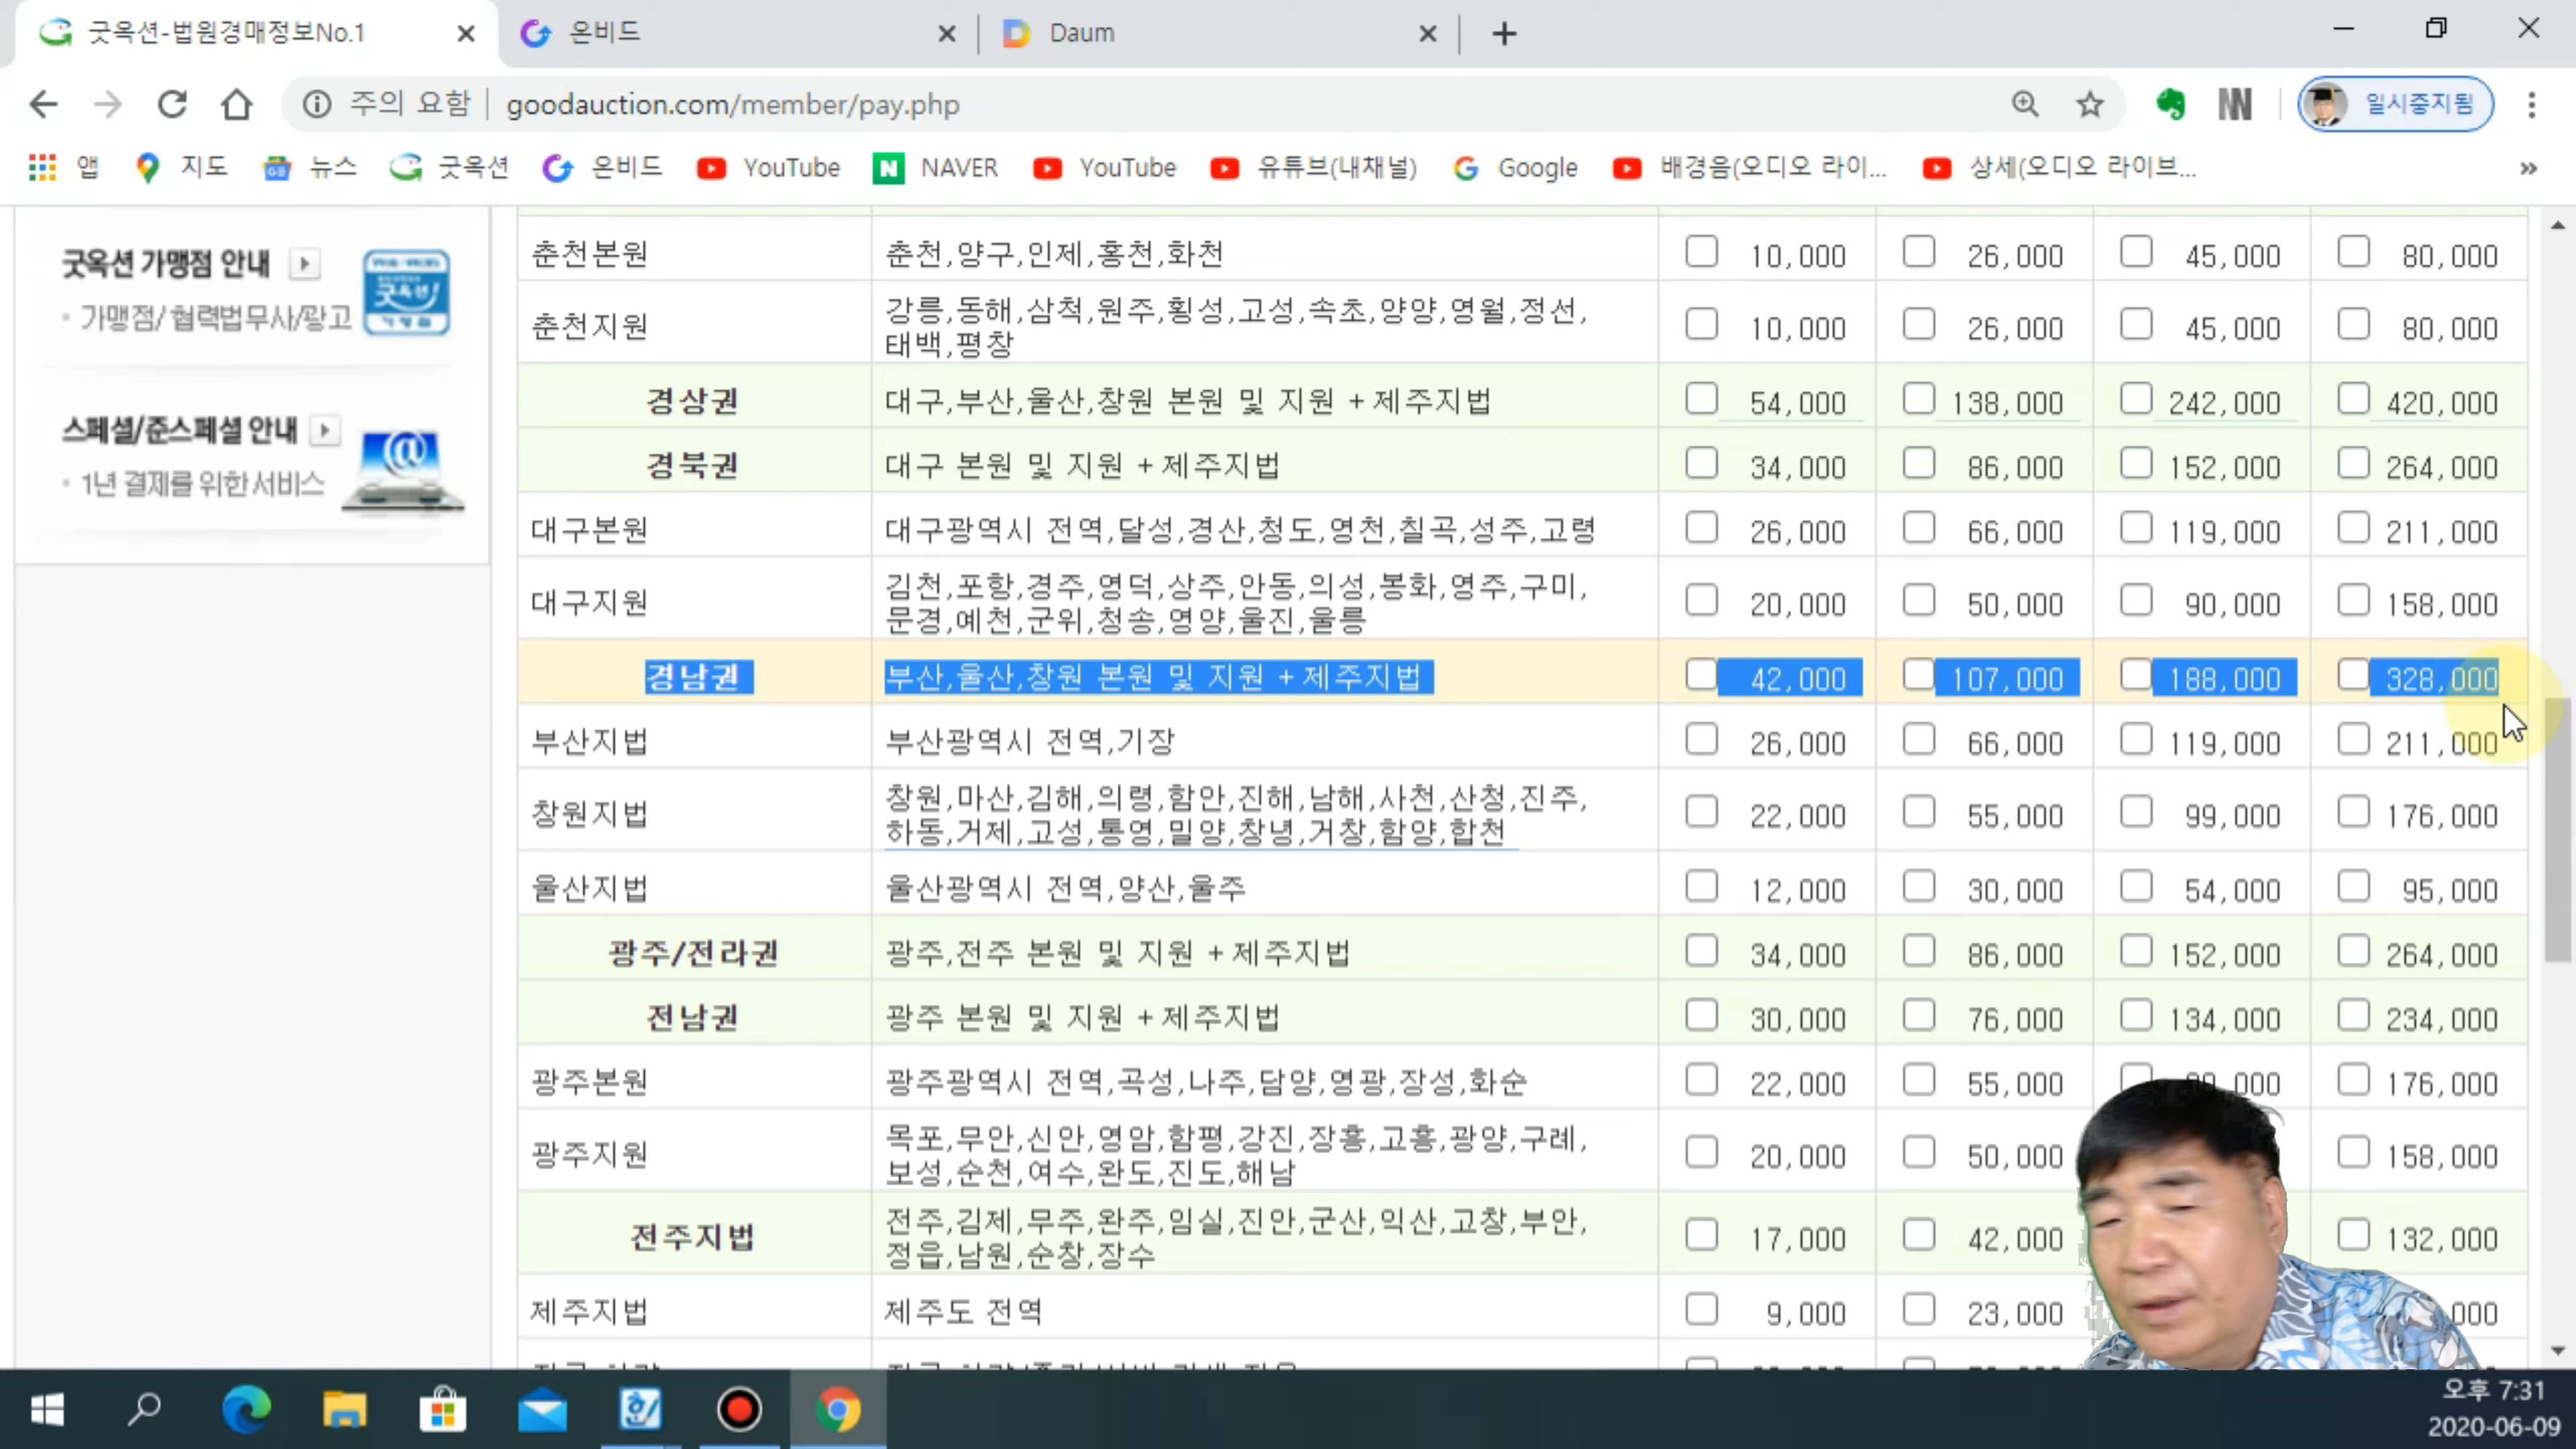 굿옥션-법원경매정보No.1
온비드
Daum
주의 요함
goodauction.com/member/pay.php
일시중지됨
앱
지도
뉴스
굿옥션
온비드
YouTube
NAVER
YouTube
유튜브(내채널)
Google
배경음(오디오 라이...
상세(오디오 라이브...
»
굿옥션 가맹점 안내
가맹점/협력법무사/광고
굿옥션!
스페셜/준스페셜 안내
1년 결제를 위한 서비스
@
춘천본원 춘천,양구,인제,홍천,화천 10,000 26,000 45,000 80,000
춘천지원 강릉,동해,삼척,원주,횡성,고성,속초,양양,영월,정선, 10,000 26,000 45,000 80,000
태백,평창
경상권 대구,부산,울산,창원 본원 및 지원 + 제주지법 54,000 138,000 242,000 420,000
경북권 대구 본원 및 지원 + 제주지법 34,000 86,000 152,000 264,000
대구본원 대구광역시 전역,달성,경산,청도,영천,칠곡,성주,고령 26,000 66,000 119,000 211,000
대구지원 김천,포항,경주,영덕,상주,안동,의성,봉화,영주,구미, 20,000 50,000 90,000 158,000
문경,예천,군위,청송,영양,울진,울릉
경남권 부산,울산,창원 본원 및 지원 + 제주지법 42,000 107,000 188,000 328,000
부산지법 부산광역시 전역,기장 26,000 66,000 119,000 211,000
창원지법 창원,마산,김해,의령,함안,진해,남해,사천,산청,진주, 22,000 55,000 99,000 176,000
하동,거제,고성,통영,밀양,창녕,거창,함양,합천
울산지법 울산광역시 전역,양산,울주 12,000 30,000 54,000 95,000
광주/전라권 광주,전주 본원 및 지원 + 제주지법 34,000 86,000 152,000 264,000
전남권 광주 본원 및 지원 + 제주지법 30,000 76,000 134,000 234,000
광주본원 광주광역시 전역,곡성,나주,담양,영광,장성,화순 22,000 55,000 176,000
광주지원 목포,무안,신안,영암,함평,강진,장흥,고흥,광양,구례, 20,000 50,000 158,000
보성,순천,여수,완도,진도,해남
전주지법 전주,김제,무주,완주,임실,진안,군산,익산,고창,부안, 17,000 42,000 132,000
정읍,남원,순창,장수
제주지법 제주도 전역 9,000 23,000
오후 7:31
2020-06-09